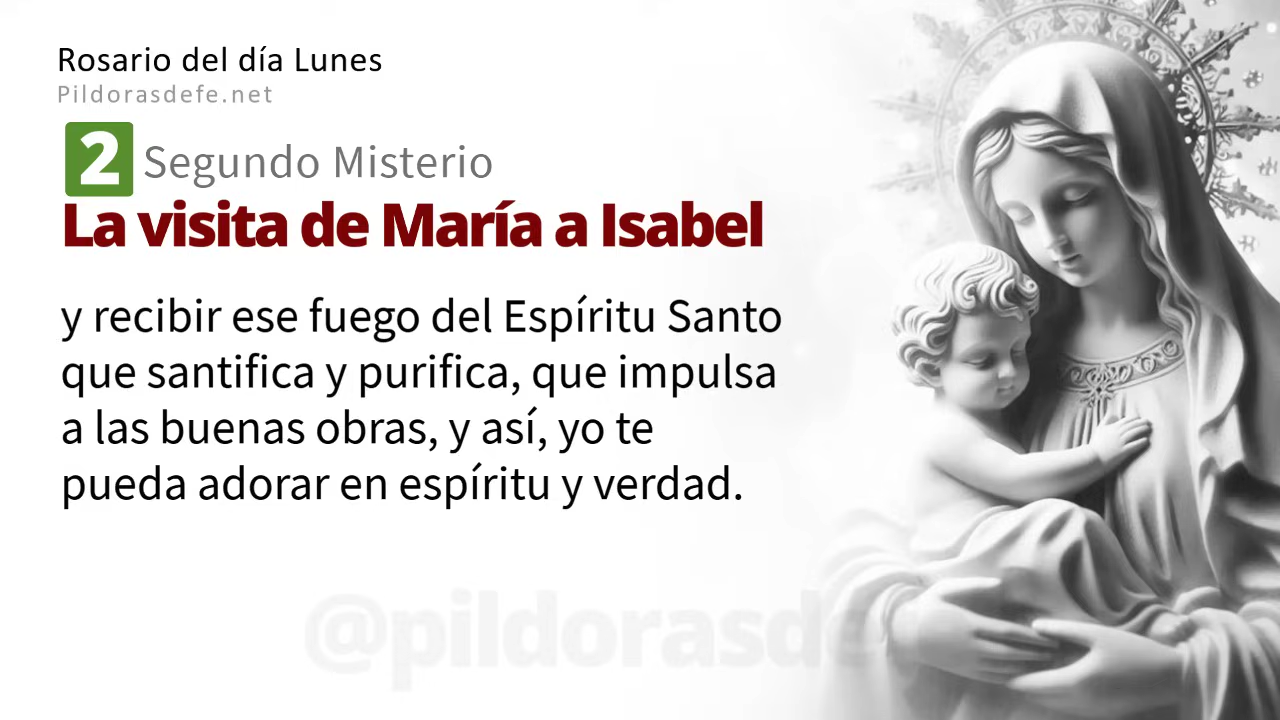 Rosario del día Lunes
Pildorasdefe.net
2 Segundo Misterio
La visita de María a Isabel
y recibir ese fuego del Espíritu Santo
que santifica y purifica, que impulsa
a las buenas obras, y así, yo te
pueda adorar en espíritu y verdad.
@pildorasde